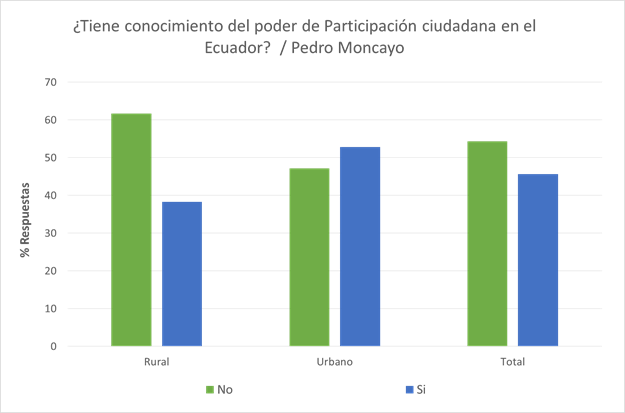 ¿Tiene conocimiento del poder de Participación ciudadana en el
Ecuador? / Pedro Moncayo
% Respuestas
70
60
50
40
30
20
10
0
Rural
Urbano
Total
No
Si